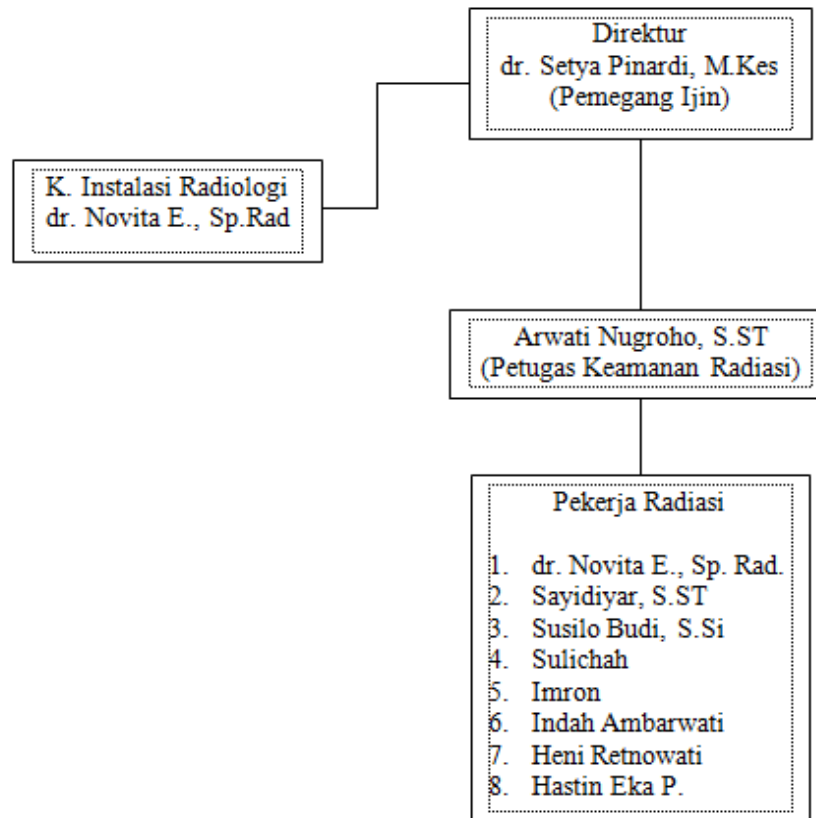 Direktur
dr. Setya Pinardi, M.Kes
(Pemegang Ijin)
K. Instalasi Radiologi
dr. Novita E., Sp.Rad
Arwati Nugroho, S.ST
(Petugas Keamanan Radiasi)
Pekerja Radiasi
1. dr. Novita E., Sp. Rad.
2. Sayidiyar, S.ST
3. Susilo Budi, S.Si
4. Sulichah
5. Imron
6. Indah Ambarwati
7. Heni Retnowati
8. Hastin Eka P.